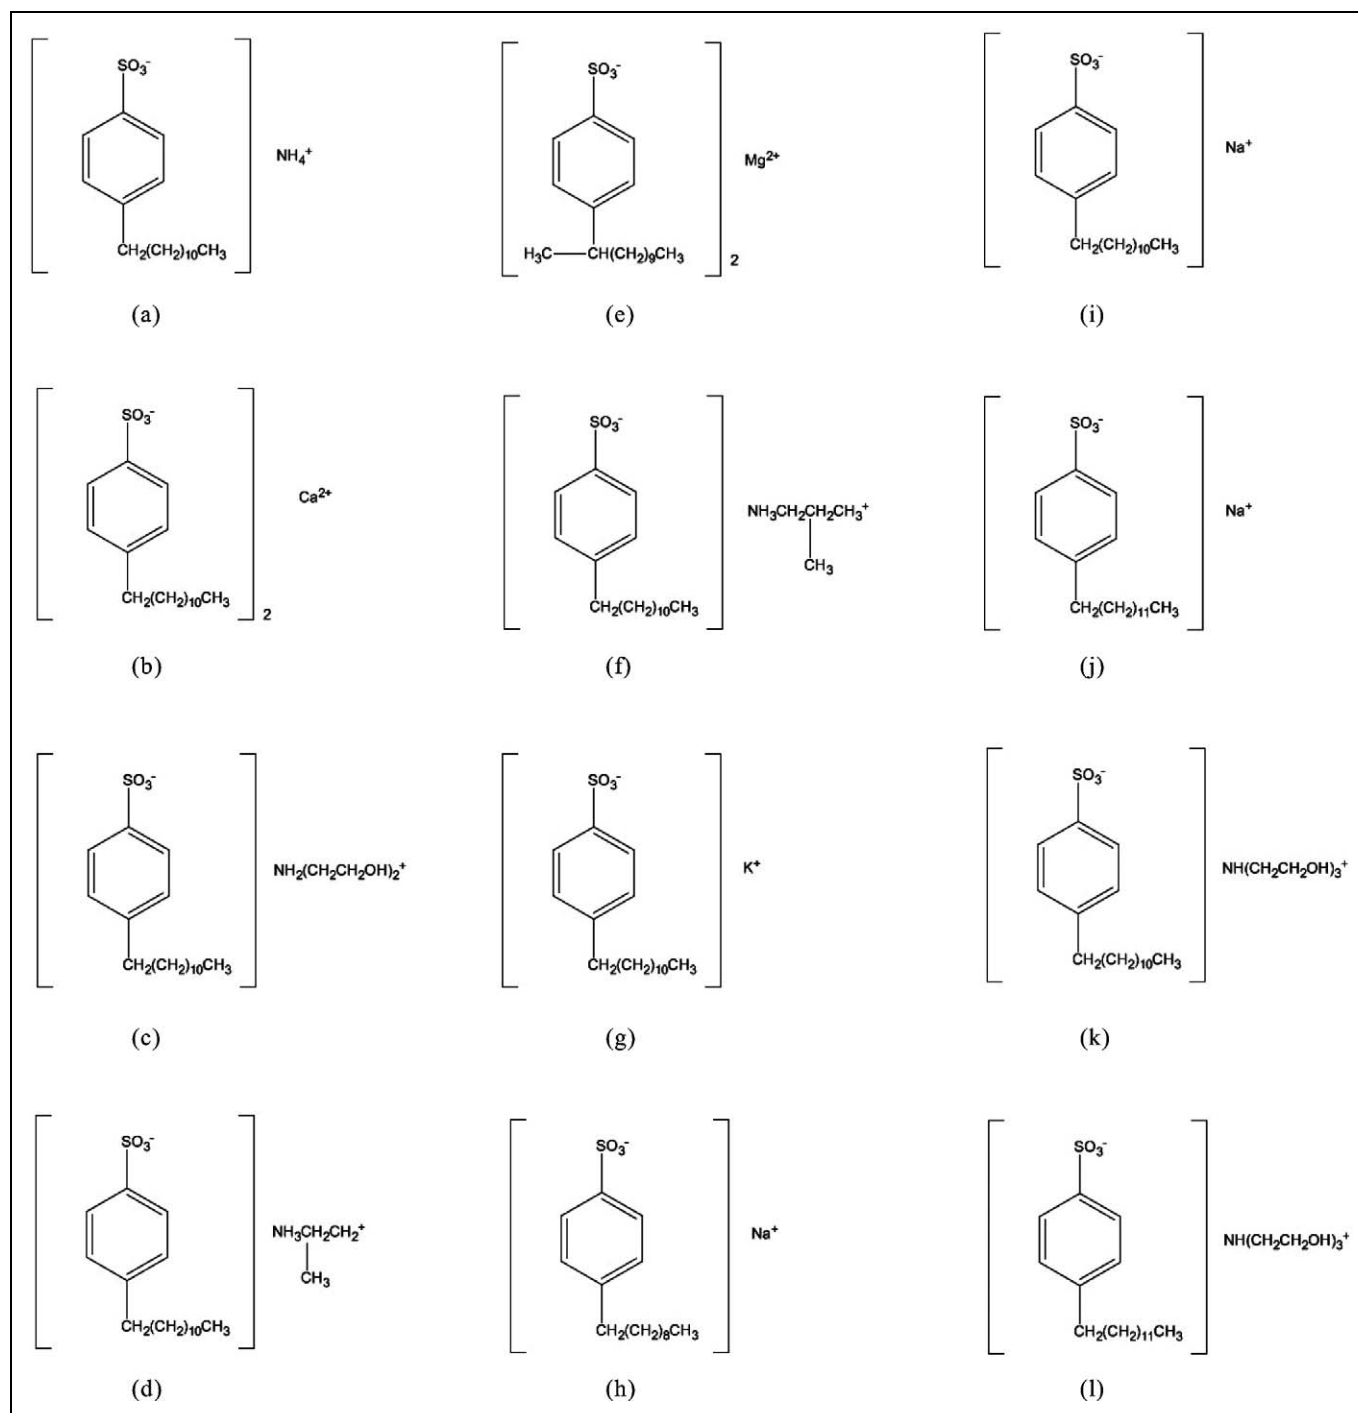 SO₃⁻
NH₄⁺
CH₂(CH₂)₁₀CH₃
(a)
SO₃⁻
Mg²⁺
H₃C CH(CH₂)₉CH₃
2
(e)
SO₃⁻
Na⁺
CH₂(CH₂)₁₀CH₃
(i)
SO₃⁻
Ca²⁺
CH₂(CH₂)₁₀CH₃
2
(b)
SO₃⁻
NH₃CH₂CH₂CH₃⁺
CH₃
CH₂(CH₂)₁₀CH₃
(f)
SO₃⁻
Na⁺
CH₂(CH₂)₁₁CH₃
(j)
SO₃⁻
NH₂(CH₂CH₂OH)₂⁺
CH₂(CH₂)₁₀CH₃
(c)
SO₃⁻
K⁺
CH₂(CH₂)₁₀CH₃
(g)
SO₃⁻
NH(CH₂CH₂OH)₃⁺
CH₂(CH₂)₁₀CH₃
(k)
SO₃⁻
NH₃CH₂CH₂⁺
CH₃
CH₂(CH₂)₁₀CH₃
(d)
SO₃⁻
Na⁺
CH₂(CH₂)₈CH₃
(h)
SO₃⁻
NH(CH₂CH₂OH)₃⁺
CH₂(CH₂)₁₁CH₃
(l)